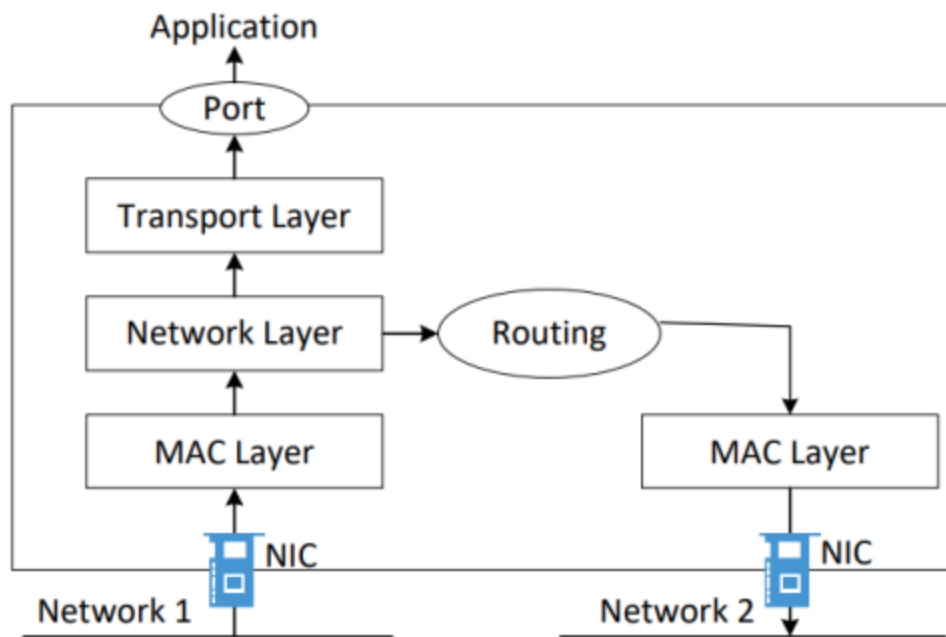 Application
Port
Transport Layer
Network Layer
Routing
MAC Layer
MAC Layer
NIC
NIC
Network 1
Network 2